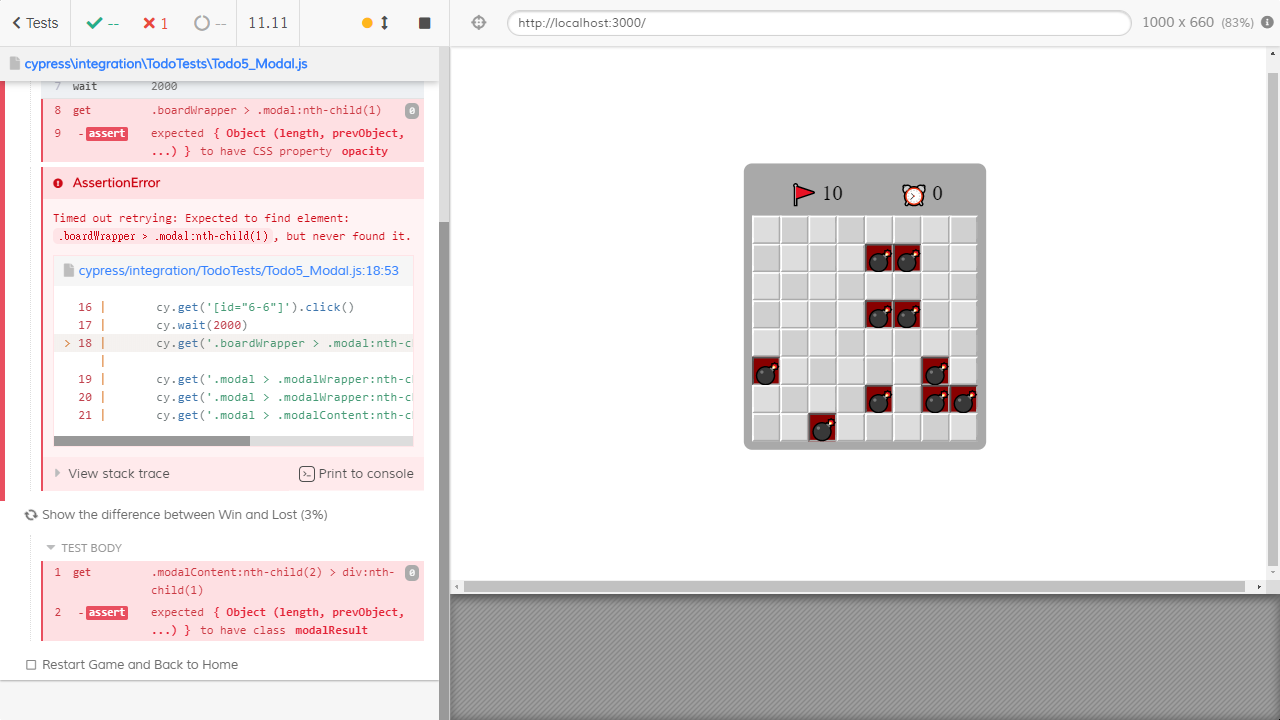 Tests
--
1
--
11.11
http://localhost:3000/
1000 x 660 (83%)
cypress\integration\TodoTests\Todo5_Modal.js
7 wait 2000
8 get .boardWrapper > .modal:nth-child(1) 0
9 -assert expected { Object (length, prevObject,
...) } to have CSS property opacity
AssertionError
Timed out retrying: Expected to find element:
.boardWrapper > .modal:nth-child(1), but never found it.
cypress/integration/TodoTests/Todo5_Modal.js:18:53
16 | cy.get('[id="6-6"]').click()
17 | cy.wait(2000)
> 18 | cy.get('.boardWrapper > .modal:nth-c
|
19 | cy.get('.modal > .modalWrapper:nth-c
20 | cy.get('.modal > .modalWrapper:nth-c
21 | cy.get('.modal > .modalContent:nth-c
View stack trace
Print to console
Show the difference between Win and Lost (3%)
TEST BODY
1 get .modalContent:nth-child(2) > div:nth- 0
child(1)
2 -assert expected { Object (length, prevObject,
...) } to have class modalResult
Restart Game and Back to Home
10
0